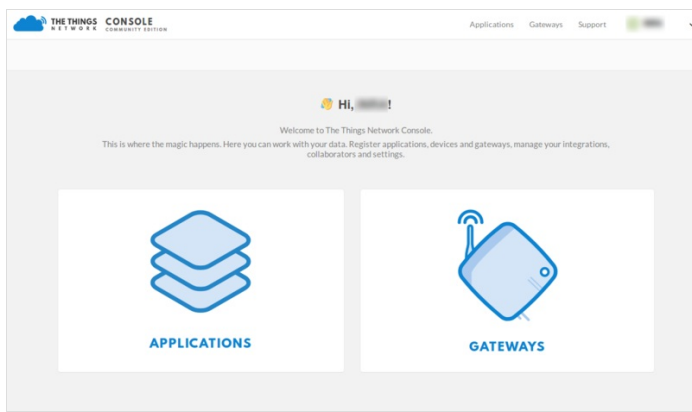 THE THINGS CONSOLE
NETWORK COMMUNITY EDITION
Applications Gateways Support
Hi, !
Welcome to The Things Network Console.
This is where the magic happens. Here you can work with your data. Register applications, devices and gateways, manage your integrations,
collaborators and settings.
APPLICATIONS
GATEWAYS